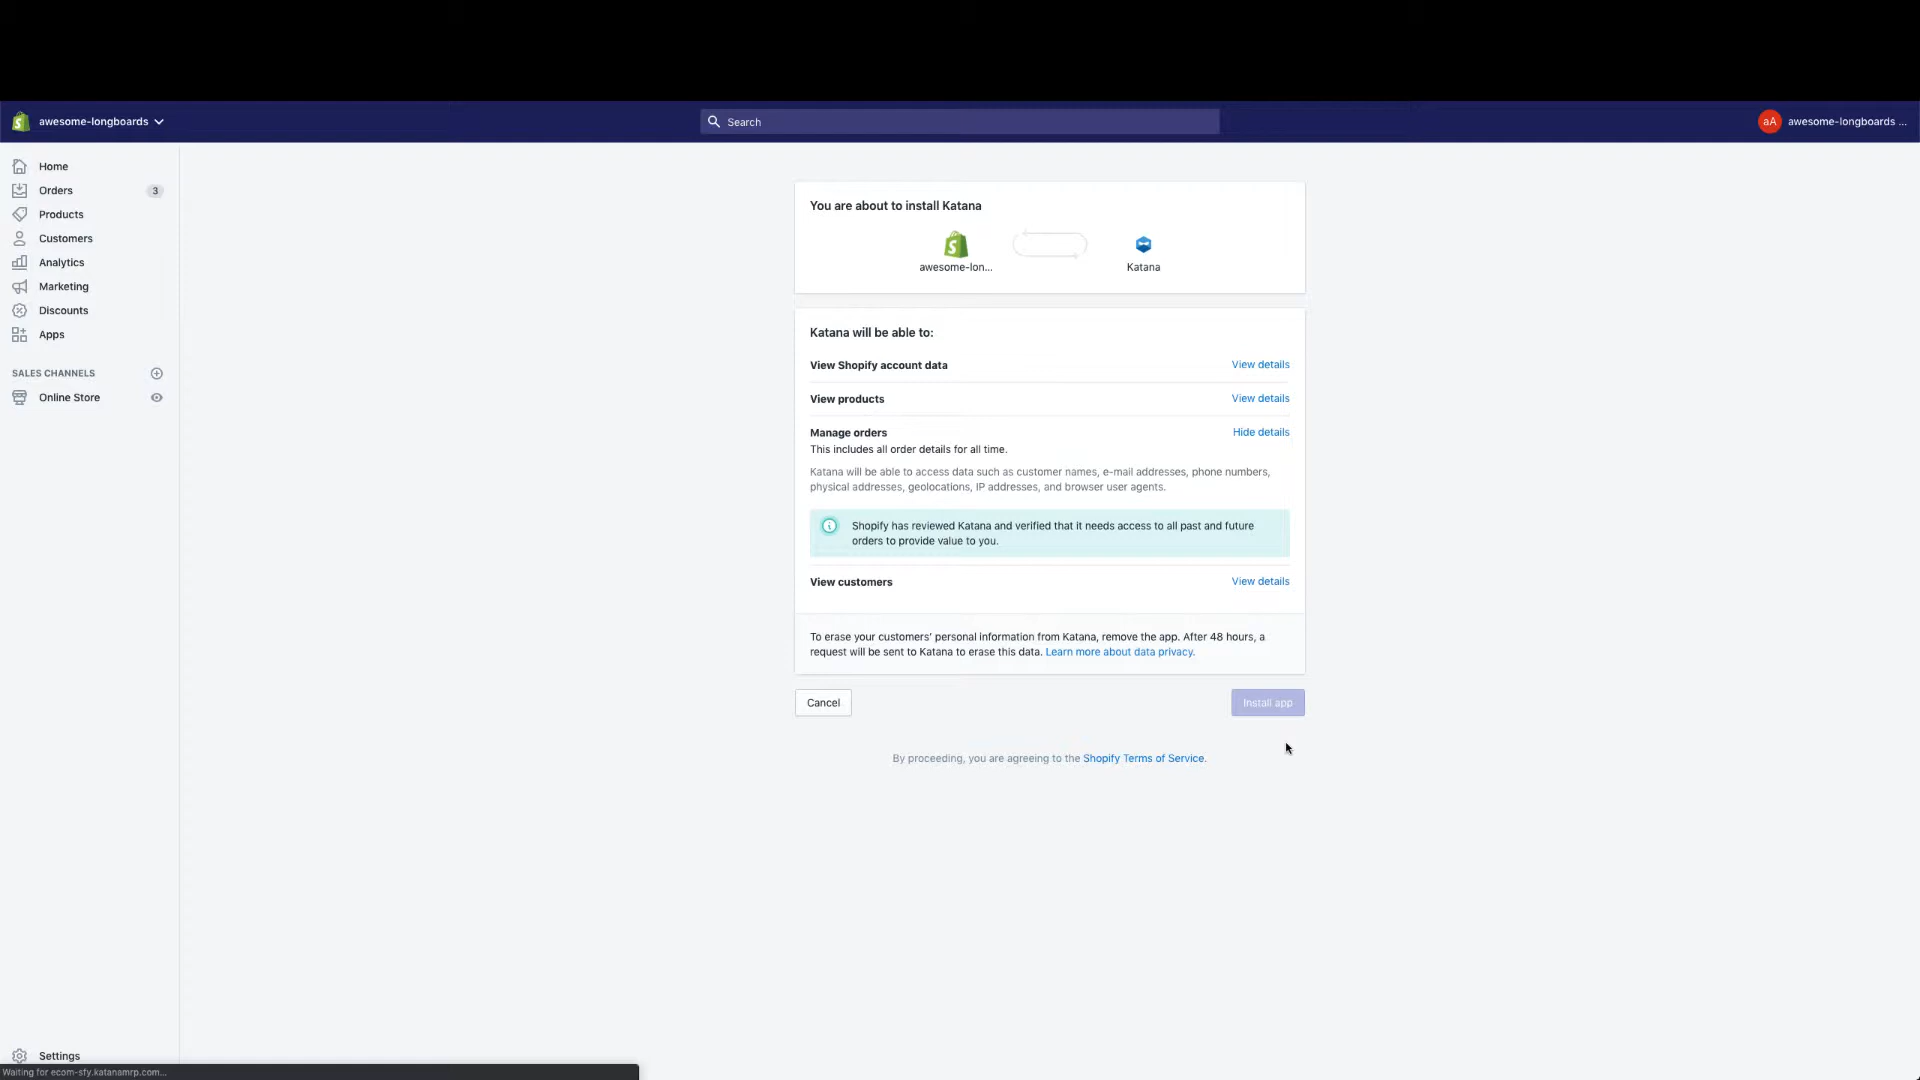 awesome-longboards
Search
aA awesome-longboards ...
Home
Orders 3
Products
Customers
Analytics
Marketing
Discounts
Apps
SALES CHANNELS
Online Store
Settings
Waiting for ecom-sfy.katanamrp.com...
You are about to install Katana
awesome-lon...
Katana
Katana will be able to:
View Shopify account data View details
View products View details
Manage orders Hide details
This includes all order details for all time.
Katana will be able to access data such as customer names, e-mail addresses, phone numbers,
physical addresses, geolocations, IP addresses, and browser user agents.
Shopify has reviewed Katana and verified that it needs access to all past and future
orders to provide value to you.
View customers View details
To erase your customers' personal information from Katana, remove the app. After 48 hours, a
request will be sent to Katana to erase this data. Learn more about data privacy.
Cancel
Install app
By proceeding, you are agreeing to the Shopify Terms of Service.